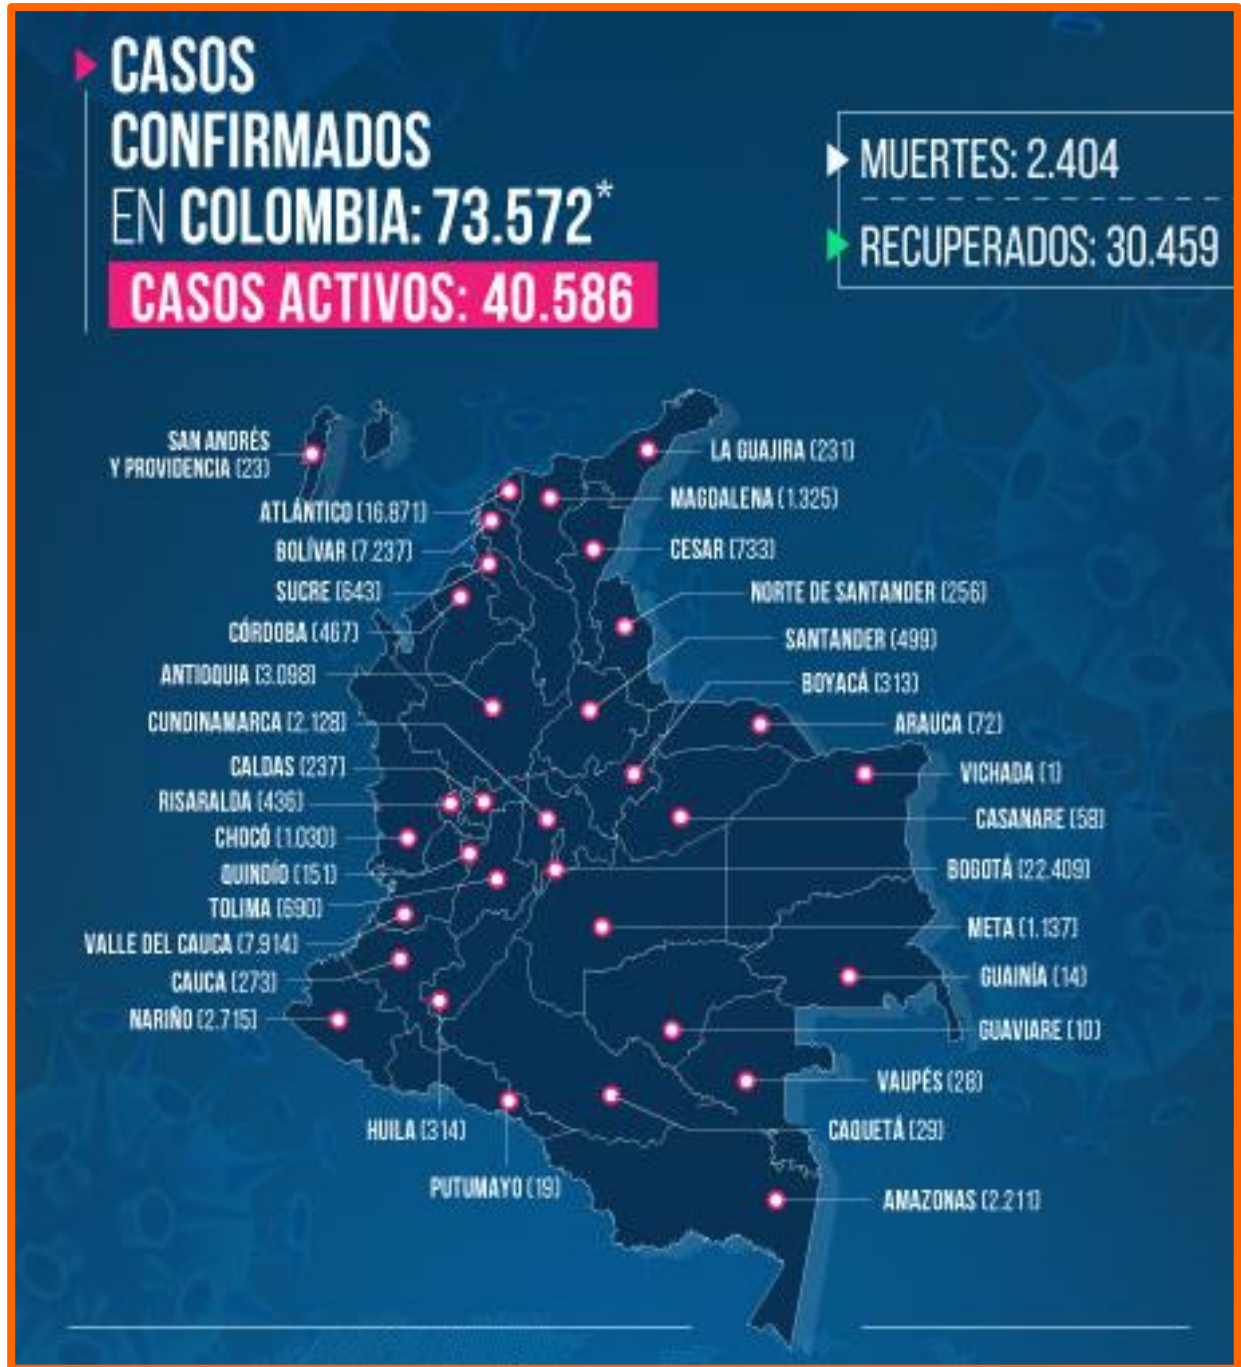 CASOS
CONFIRMADOS
EN COLOMBIA: 73.572*
CASOS ACTIVOS: 40.586
MUERTES: 2.404
RECUPERADOS: 30.459
SAN ANDRÉS
Y PROVIDENCIA (23)
ATLÁNTICO (16.871)
BOLÍVAR (7.237)
SUCRE (643)
CÓRDOBA (467)
ANTIOQUIA (3.098)
CUNDINAMARCA (2.128)
CALDAS (237)
RISARALDA (436)
CHOCÓ (1.030)
QUINDÍO (151)
TOLIMA (690)
VALLE DEL CAUCA (7.914)
CAUCA (273)
NARIÑO (2.715)
HUILA (314)
PUTUMAYO (19)
LA GUAJIRA (231)
MAGDALENA (1.325)
CESAR (733)
NORTE DE SANTANDER (256)
SANTANDER (499)
BOYACÁ (313)
ARAUCA (72)
VICHADA (1)
CASANARE (58)
BOGOTÁ (22.409)
META (1.137)
GUAINÍA (14)
GUAVIARE (10)
VAUPÉS (28)
CAQUETÁ (29)
AMAZONAS (2.211)